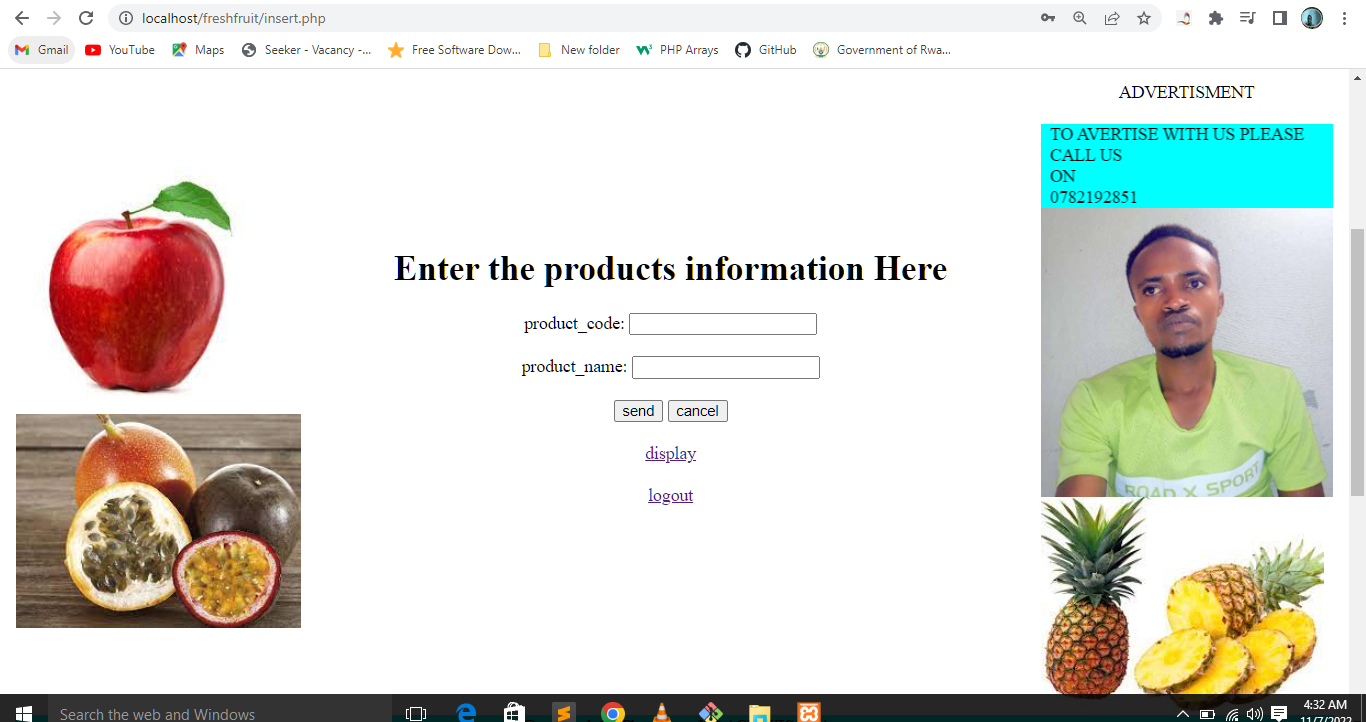 localhost/freshfruit/insert.php
Gmail
YouTube
Maps
Seeker - Vacancy -...
Free Software Dow...
New folder
PHP Arrays
GitHub
Government of Rwa...
ADVERTISMENT
TO AVERTISE WITH US PLEASE
CALL US
ON
0782192851
Enter the products information Here
product_code:
product_name:
send
cancel
display
logout
ROAD X SPORT
Search the web and Windows
4:32 AM
11/7/2022